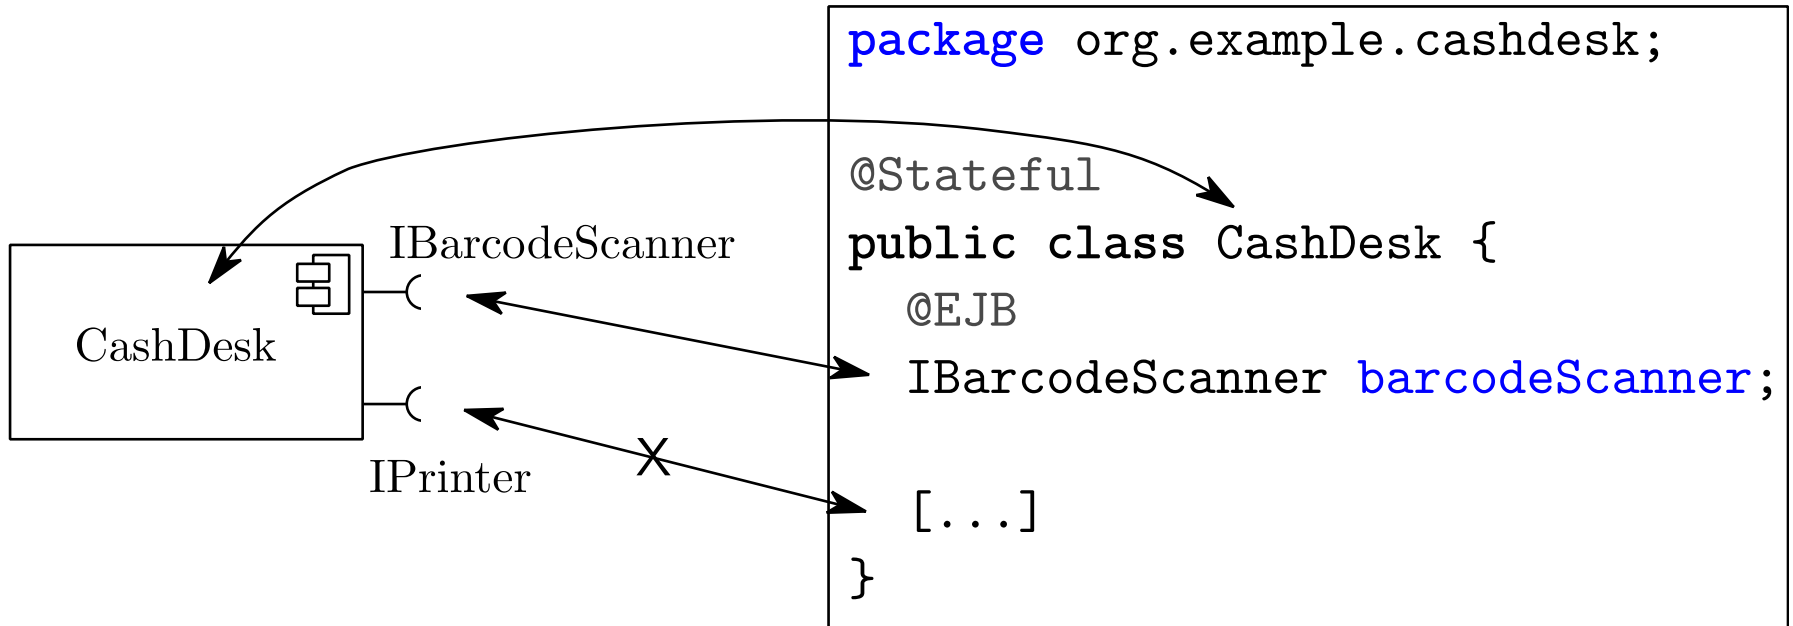 IBarcodeScanner
CashDesk
IPrinter
X
package org.example.cashdesk;
@Stateful
public class CashDesk {
@EJB
IBarcodeScanner barcodeScanner;
[...]
}